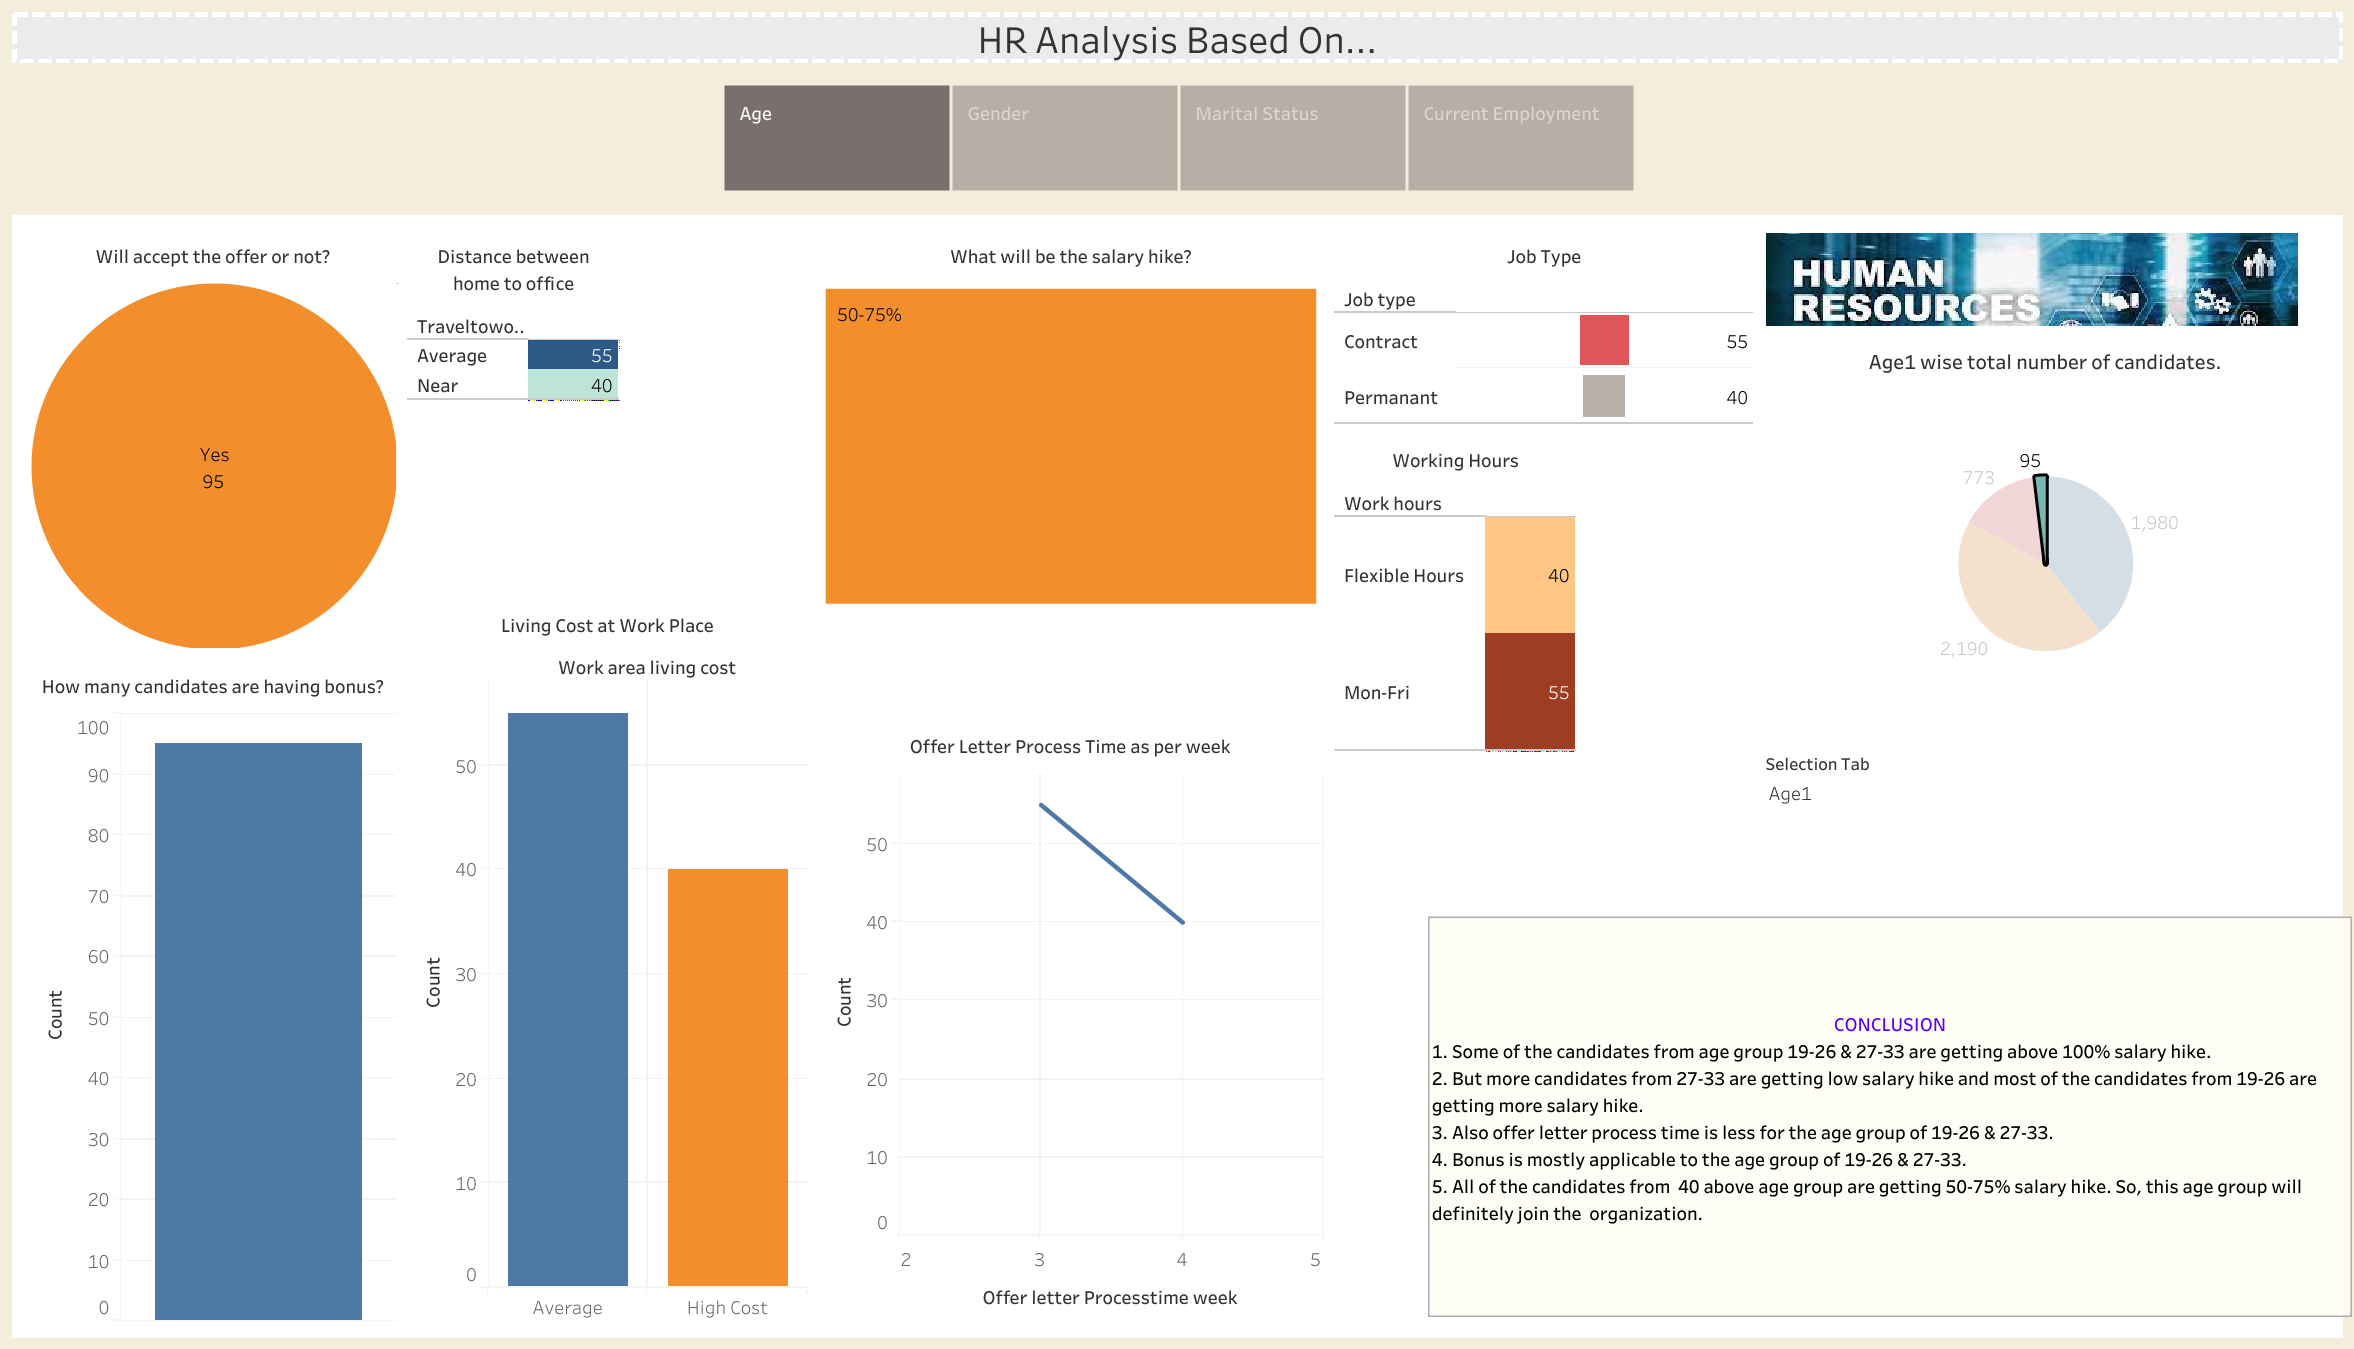 HR Analysis Based On...
Age
Gender
Marital Status
Current Employment
Will accept the offer or not?
Yes
95
Distance between
home to office
Traveltowo..
Average 55
Near 40
What will be the salary hike?
50-75%
Job Type
Job type
Contract 55
Permanant 40
Working Hours
Work hours
Flexible Hours 40
Mon-Fri 55
HUMAN
RESOURCES
Age1 wise total number of candidates.
95
773
1,980
2,190
Selection Tab
Age1
How many candidates are having bonus?
100
90
80
70
60
50
40
30
20
10
0
Count
Living Cost at Work Place
Work area living cost
50
40
30
20
10
0
Count
Average
High Cost
Offer Letter Process Time as per week
50
40
30
20
10
0
Count
2
3
4
5
Offer letter Processtime week
CONCLUSION
1. Some of the candidates from age group 19-26 & 27-33 are getting above 100% salary hike.
2. But more candidates from 27-33 are getting low salary hike and most of the candidates from 19-26 are
getting more salary hike.
3. Also offer letter process time is less for the age group of 19-26 & 27-33.
4. Bonus is mostly applicable to the age group of 19-26 & 27-33.
5. All of the candidates from  40 above age group are getting 50-75% salary hike. So, this age group will
definitely join the  organization.